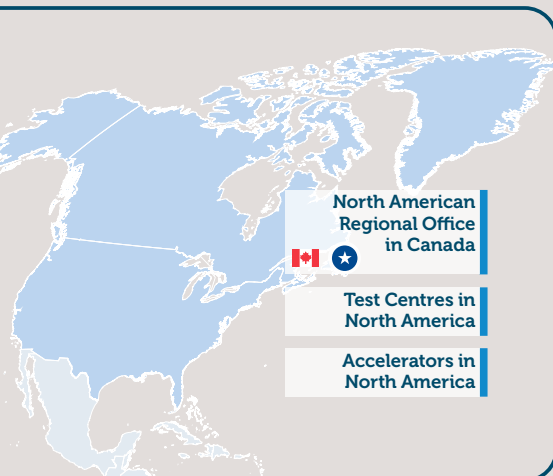 North American
Regional Office
in Canada
Test Centres in
North America
Accelerators in
North America